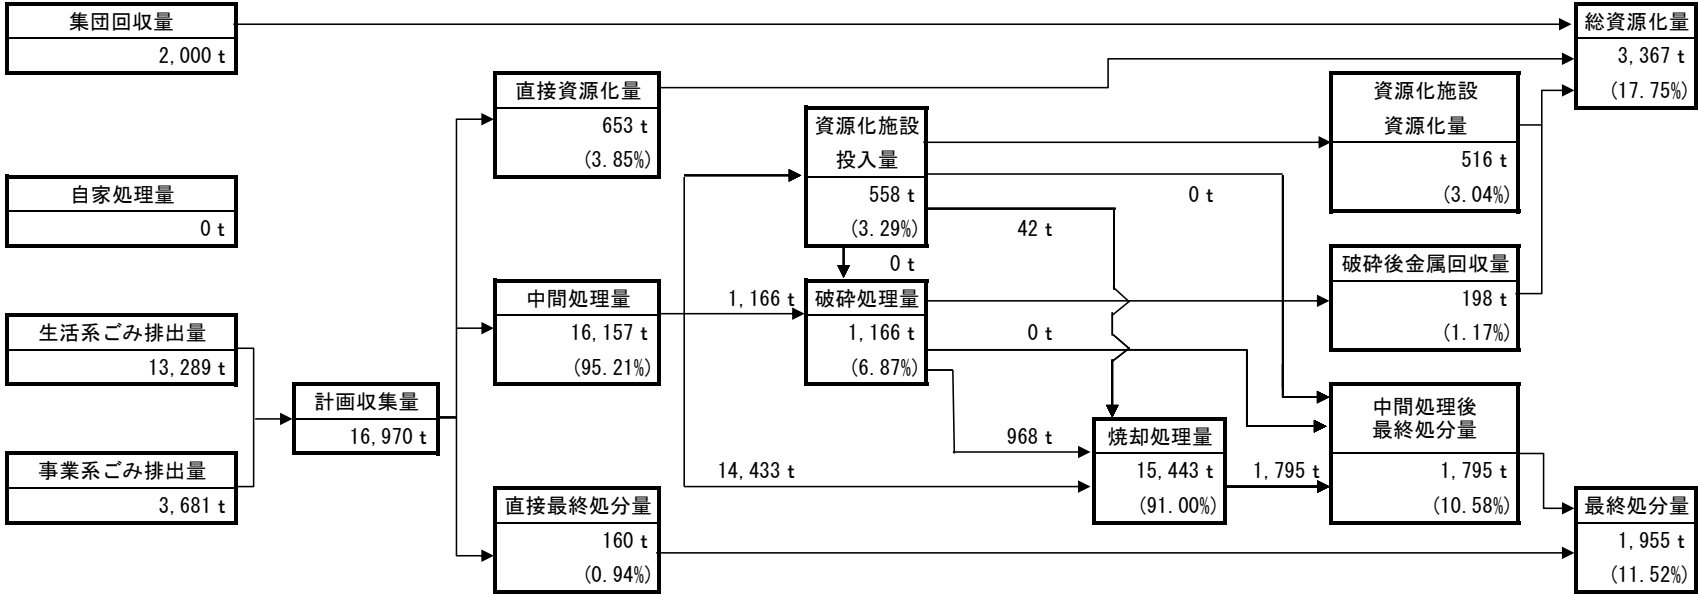 集団回収量
2,000 t
自家処理量
0 t
生活系ごみ排出量
13,289 t
事業系ごみ排出量
3,681 t
計画収集量
16,970 t
直接資源化量
653 t
(3.85%)
中間処理量
16,157 t
(95.21%)
直接最終処分量
160 t
(0.94%)
1,166 t
14,433 t
資源化施設
投入量
558 t
(3.29%)
0 t
破砕処理量
1,166 t
(6.87%)
42 t
0 t
0 t
968 t
焼却処理量
15,443 t
(91.00%)
1,795 t
資源化施設
資源化量
516 t
(3.04%)
破砕後金属回収量
198 t
(1.17%)
中間処理後
最終処分量
1,795 t
(10.58%)
総資源化量
3,367 t
(17.75%)
最終処分量
1,955 t
(11.52%)